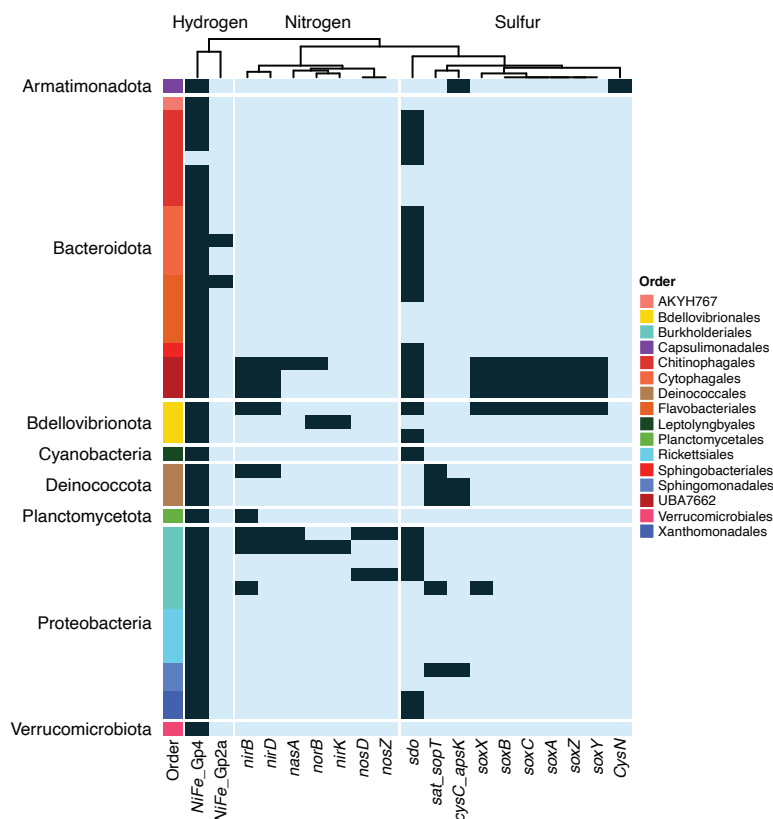 Hydrogen Nitrogen Sulfur
Armatimonadota
Bacteroidota
Bdellovibrionota
Cyanobacteria
Deinococcota
Planctomycetota
Proteobacteria
Verrucomicrobiota
Order
AKYH767
Bdellovibrionales
Burkholderiales
Capsulimonadales
Chitinophagales
Cytophagales
Deinococcales
Flavobacteriales
Leptolyngbyales
Planctomycetales
Rickettsiales
Sphingobacteriales
Sphingomonadales
UBA7662
Verrucomicrobiales
Xanthomonadales
Order
NiFe_Gp4
NiFe_Gp2a
nirB
nirD
nasA
norB
nirK
nosD
nosZ
sdo
sat_sopT
cysC_apsK
soxX
soxB
soxC
soxA
soxZ
soxY
CysN